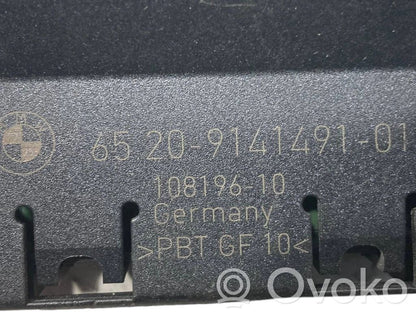 65 20-9141491-01
108196-10
Germany
>PBT GF 10<
Ovoko